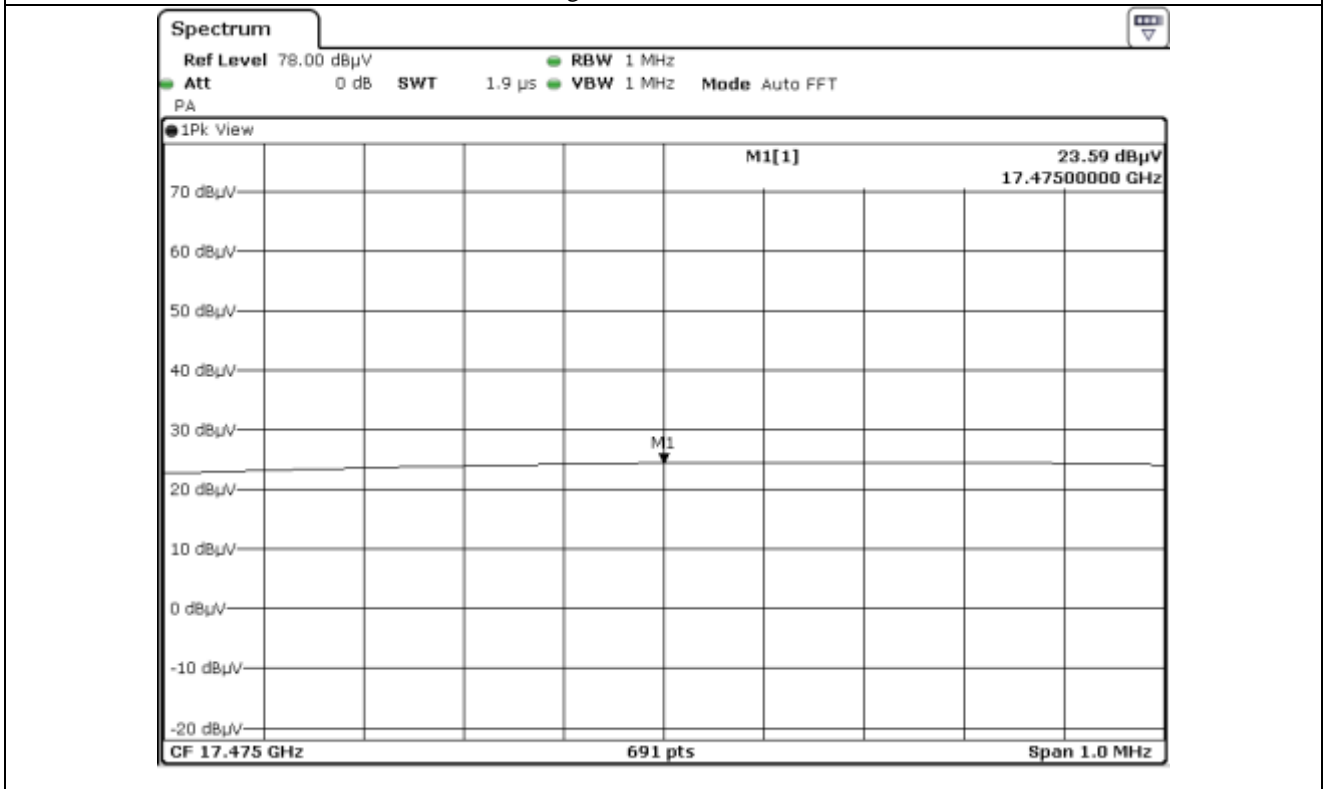 Spectrum
Ref Level 78.00 dBµV RBW 1 MHz
Att 0 dB SWT 1.9 µs VBW 1 MHz Mode Auto FFT
PA
1Pk View
M1[1] 23.59 dBµV
17.47500000 GHz
70 dBµV
60 dBµV
50 dBµV
40 dBµV
30 dBµV
M1
20 dBµV
10 dBµV
0 dBµV
-10 dBµV
-20 dBµV
CF 17.475 GHz 691 pts Span 1.0 MHz